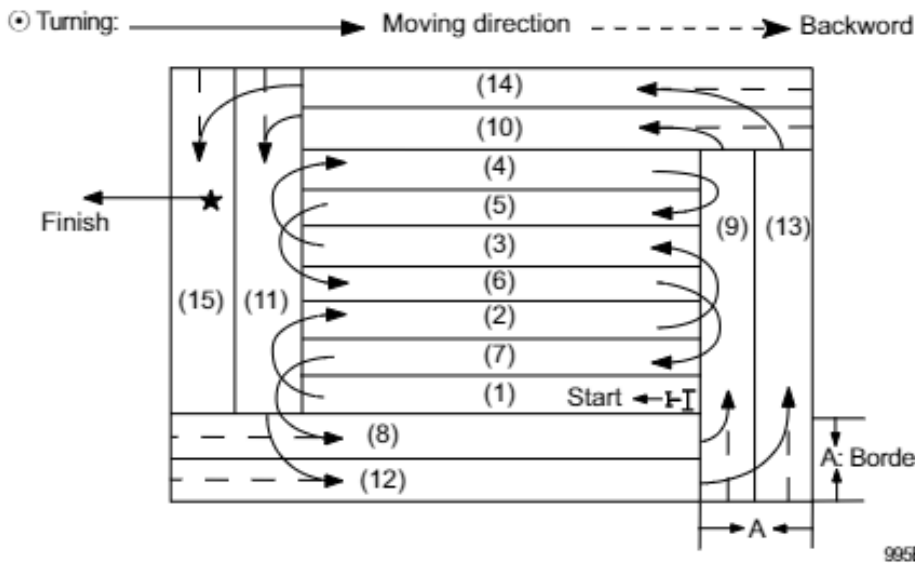 Turning: Moving direction Backword
(14)
(10)
(4)
(5)
(9) (13)
Finish
(3)
(6)
(15) (11)
(2)
(7)
(1) Start
(8)
A: Borde
(12)
A
995